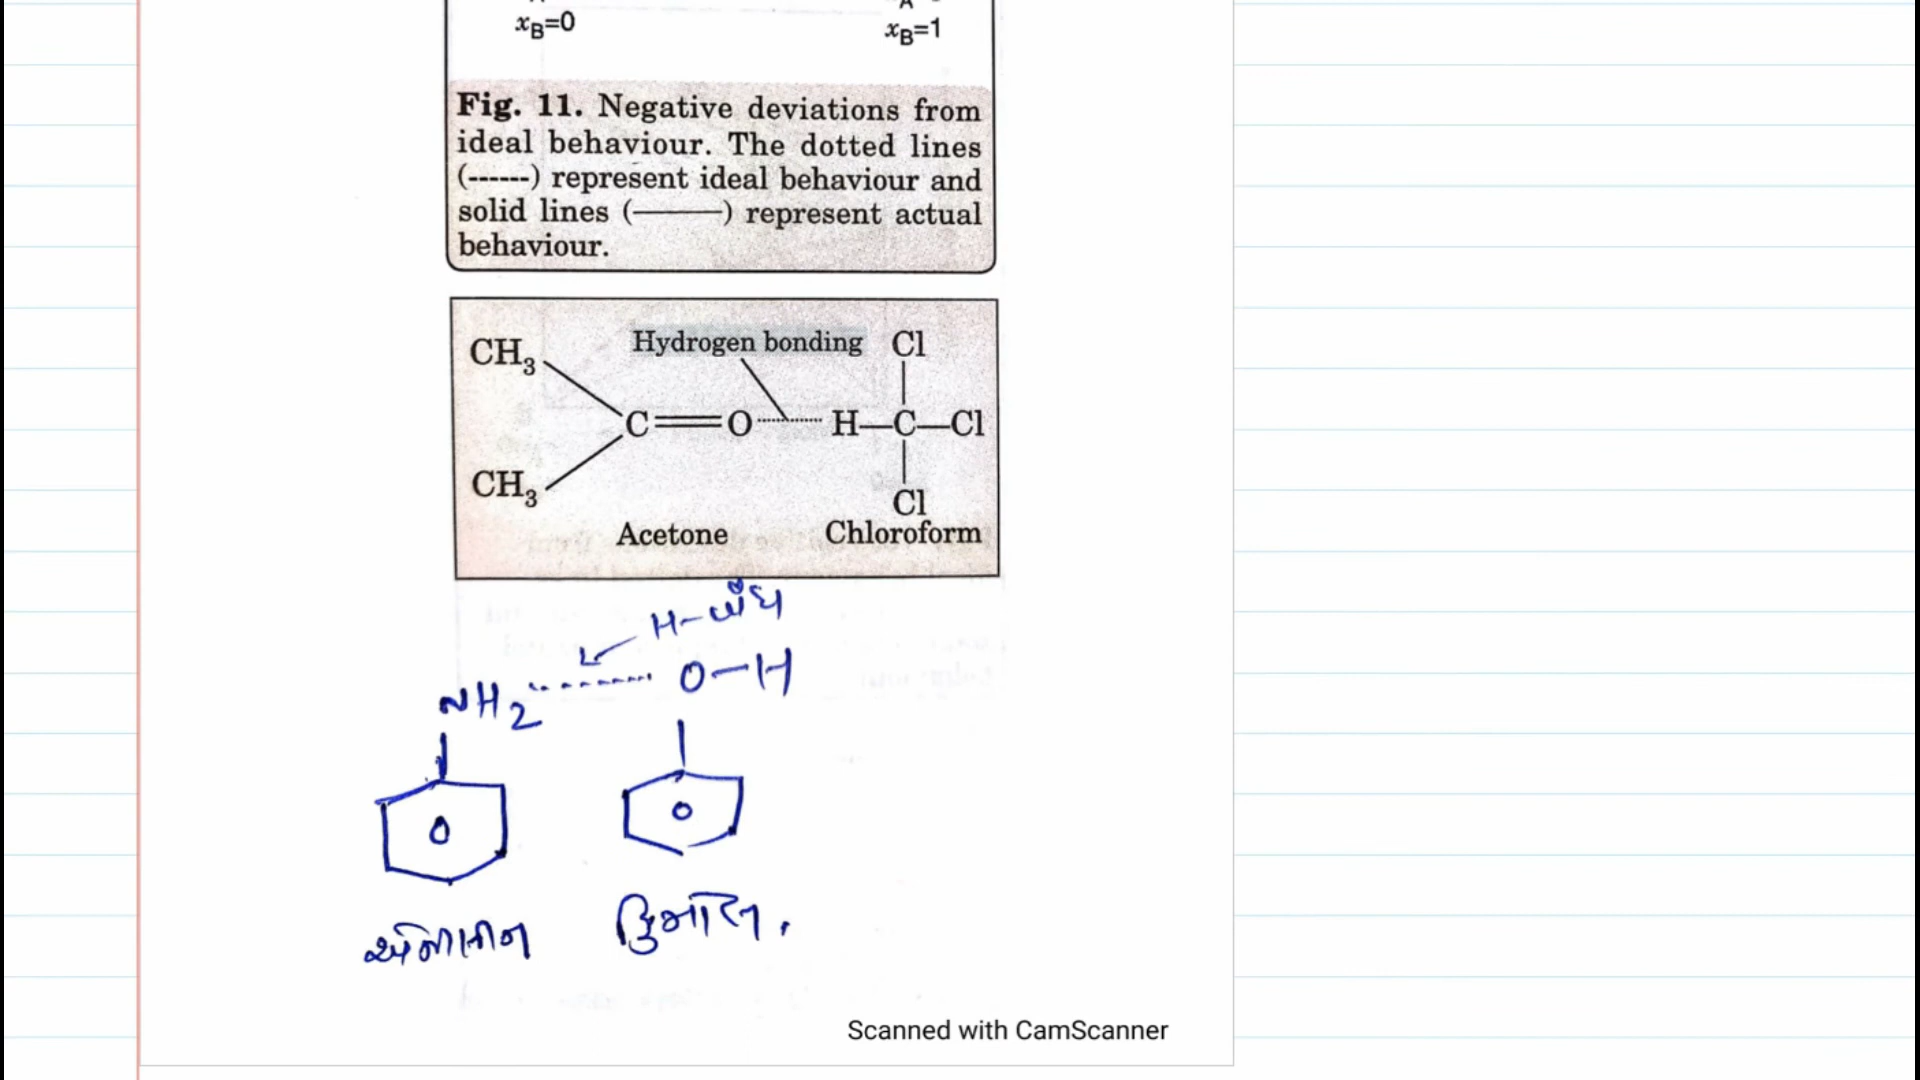 xB=0
xB=1
Fig. 11. Negative deviations from
ideal behaviour. The dotted lines
(------) represent ideal behaviour and
solid lines (———) represent actual
behaviour.
Hydrogen bonding
CH3
CH3
C=O
H—C—Cl
Cl
Cl
Acetone
Chloroform
H-બંધ
NH2
O-H
એનીલીન
Scanned with CamScanner